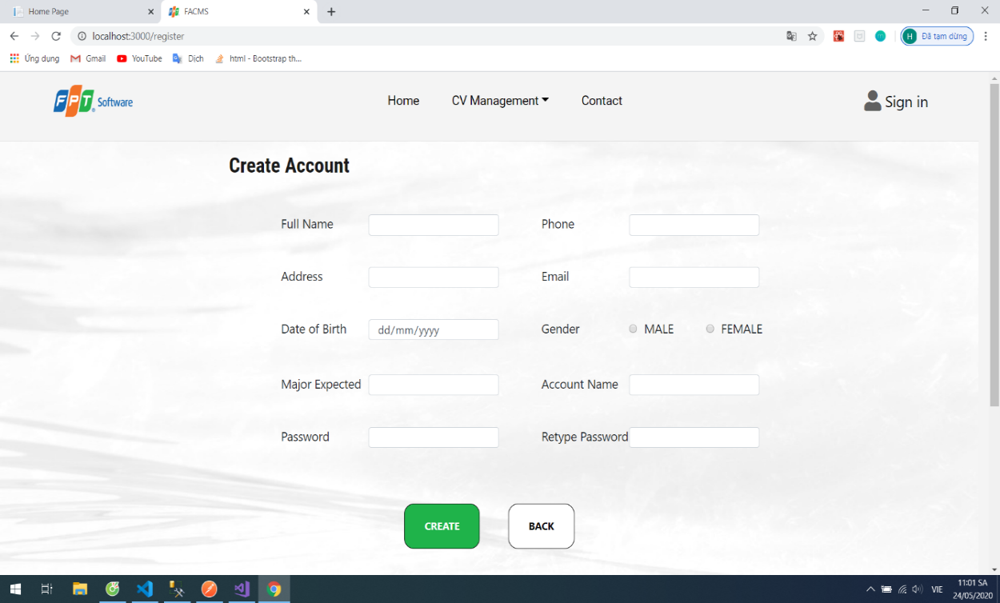 Home Page
FACMS
localhost:3000/register
H Đã tạm dừng
Ứng dụng Gmail YouTube Dịch html - Bootstrap th...
FPT Software
Home CV Management Contact
Sign in
Create Account
Full Name Phone
Address Email
Date of Birth dd/mm/yyyy Gender MALE FEMALE
Major Expected Account Name
Password Retype Password
CREATE BACK
VIE 11:01 SA
24/05/2020